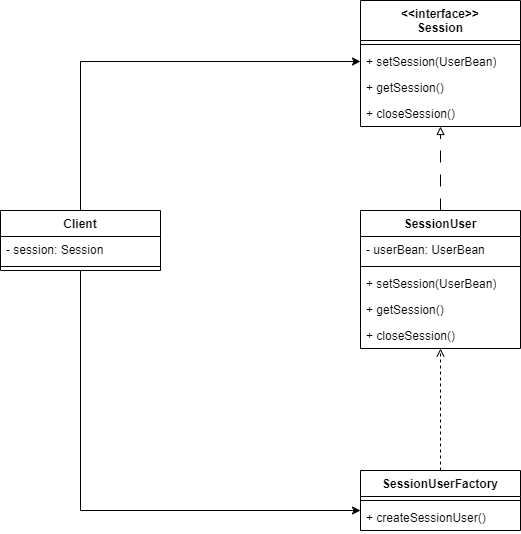 <<interface>>
Session
+ setSession(UserBean)
+ getSession()
+ closeSession()
Client
- session: Session
SessionUser
- userBean: UserBean
+ setSession(UserBean)
+ getSession()
+ closeSession()
SessionUserFactory
+ createSessionUser()